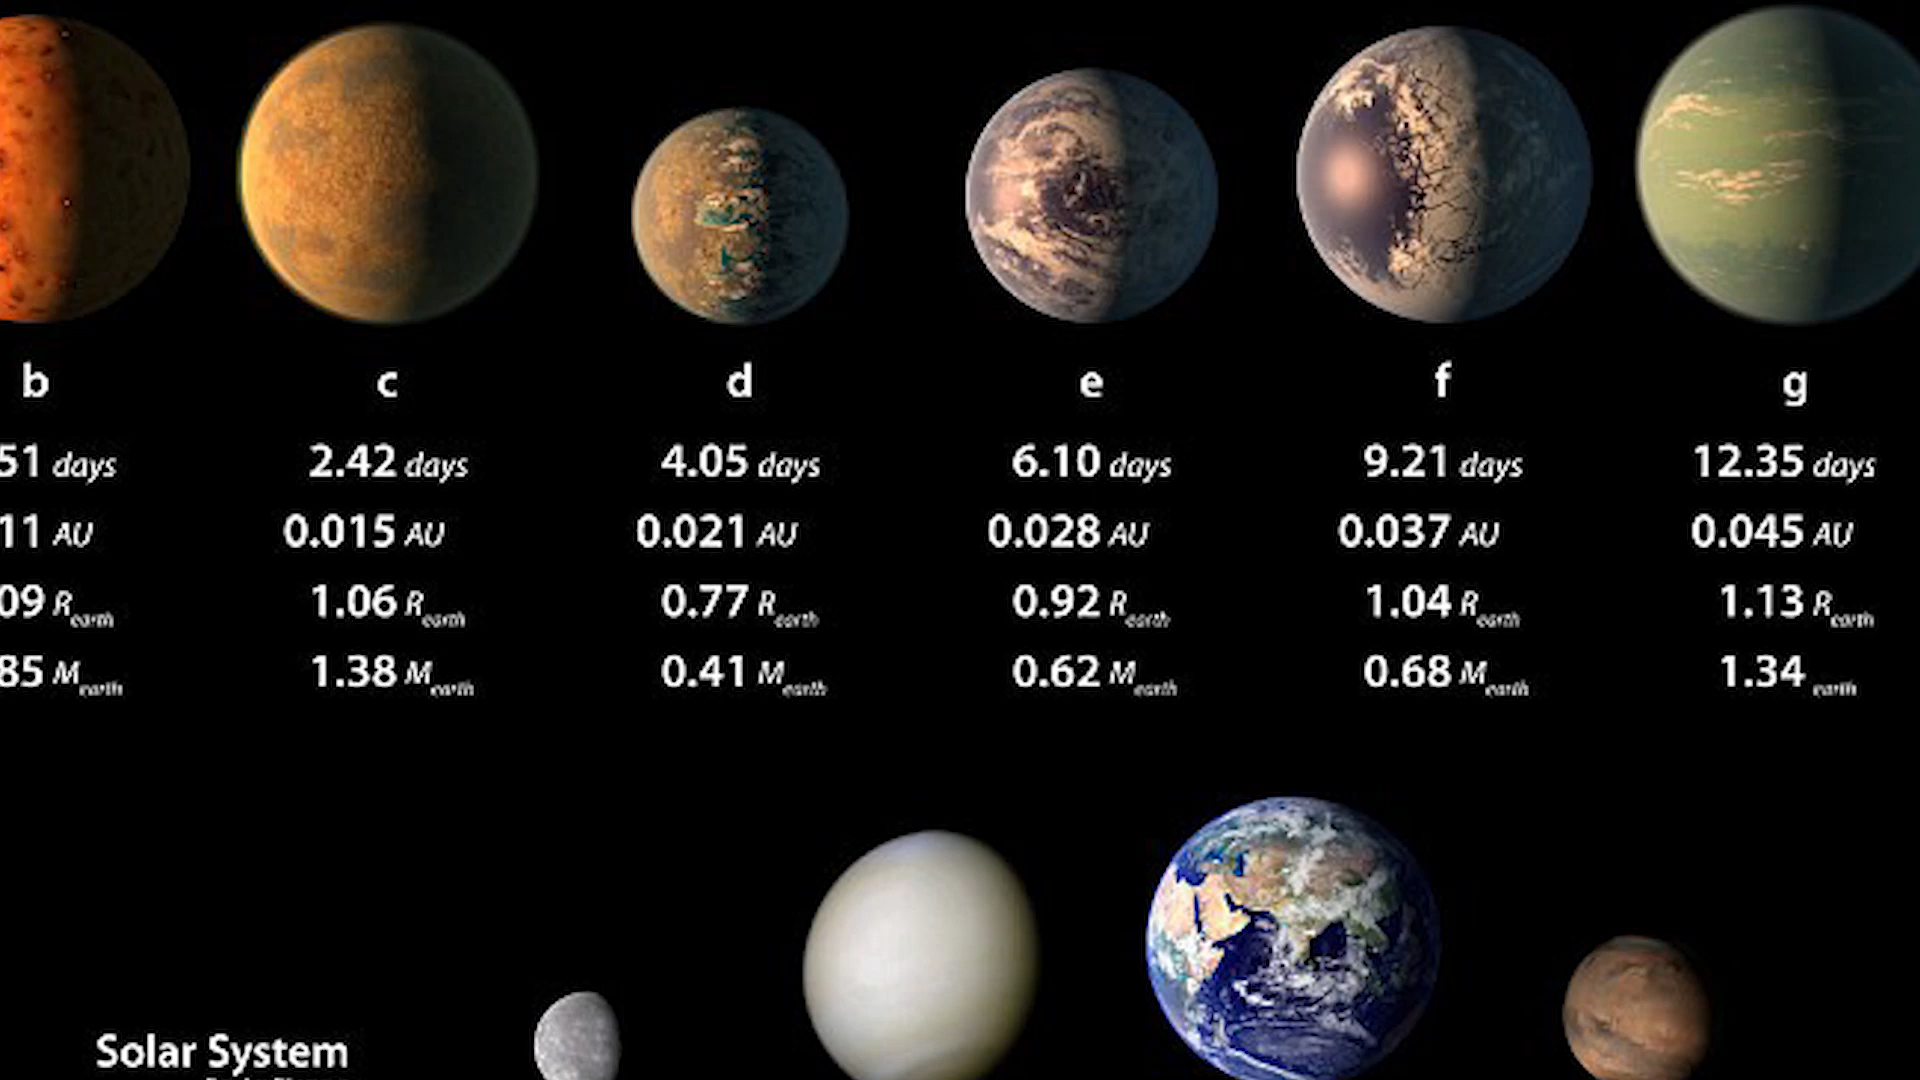 b c d e f g
51 days 2.42 days 4.05 days 6.10 days 9.21 days 12.35 days
11 AU 0.015 AU 0.021 AU 0.028 AU 0.037 AU 0.045 AU
09 Rearth 1.06 Rearth 0.77 Rearth 0.92 Rearth 1.04 Rearth 1.13 Rearth
85 Mearth 1.38 Mearth 0.41 Mearth 0.62 Mearth 0.68 Mearth 1.34 earth
Solar System